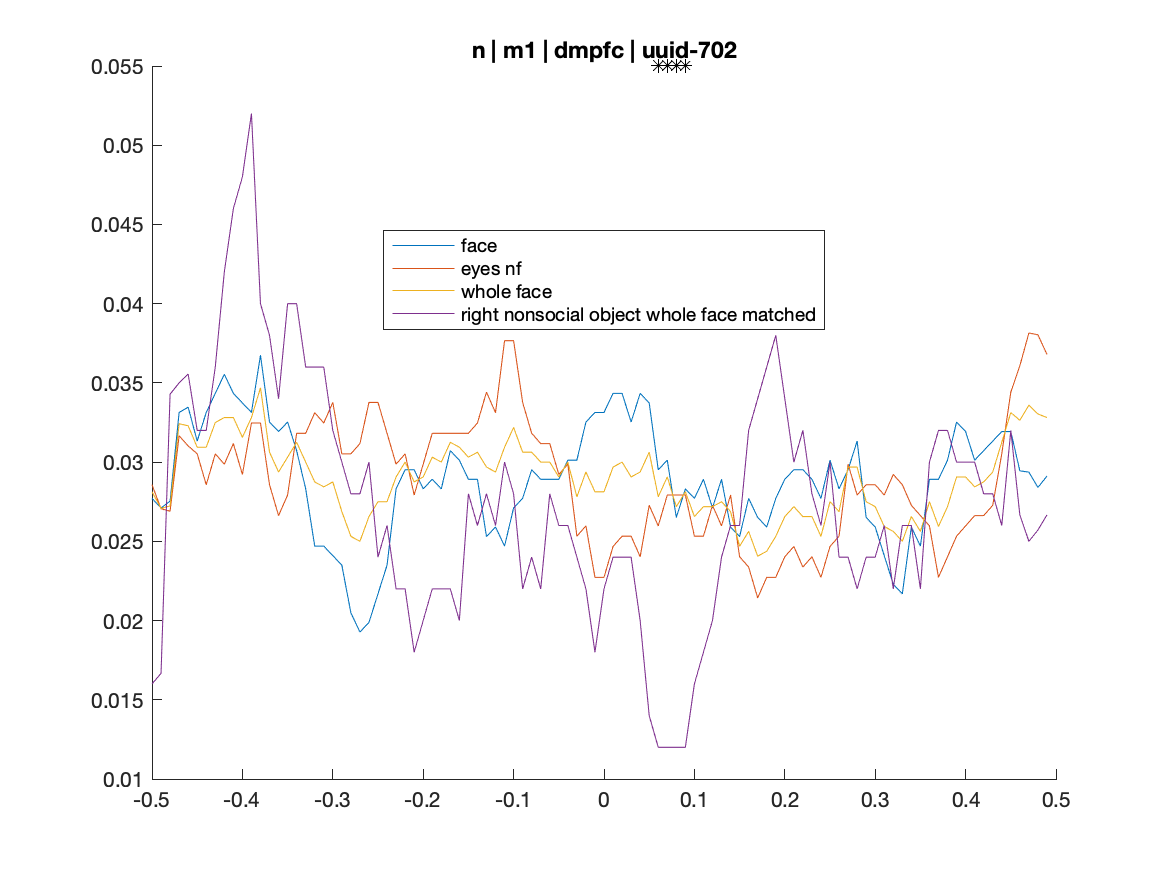 n | m1 | dmpfc | uuid-702
0.055
0.05
0.045
0.04
0.035
0.03
0.025
0.02
0.015
0.01
face
eyes nf
whole face
right nonsocial object whole face matched
-0.5 -0.4 -0.3 -0.2 -0.1 0 0.1 0.2 0.3 0.4 0.5